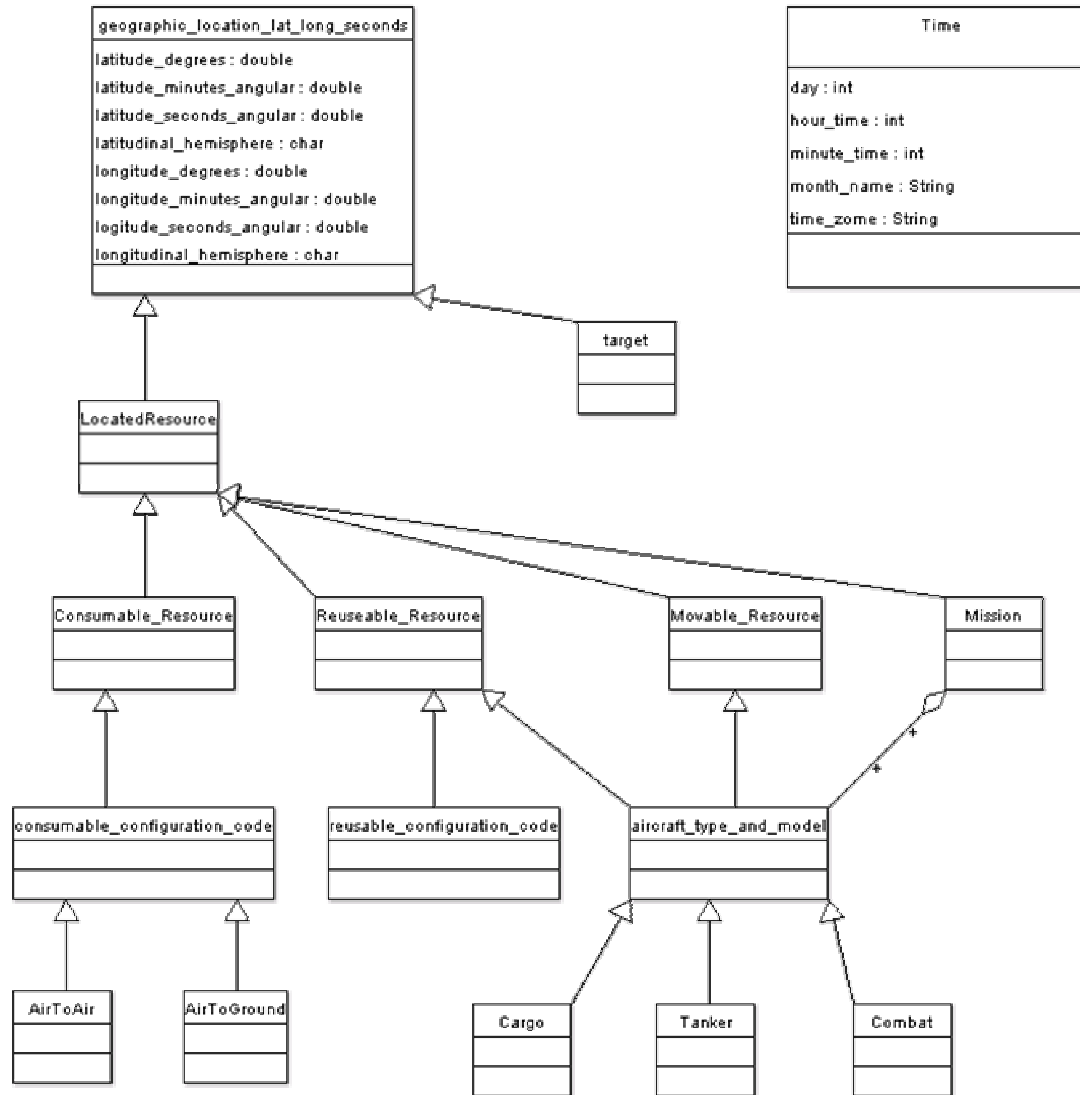 geographic_location_lat_long_seconds
latitude_degrees : double
latitude_minutes_angular : double
latitude_seconds_angular : double
latitudinal_hemisphere : char
longitude_degrees : double
longitude_minutes_angular : double
logitude_seconds_angular : double
longitudinal_hemisphere : char
Time
day : int
hour_time : int
minute_time : int
month_name : String
time_zome : String
target
LocatedResource
Consumable_Resource
Reuseable_Resource
Movable_Resource
Mission
*
*
consumable_configuration_code
reusable_configuration_code
aircraft_type_and_model
AirToAir
AirToGround
Cargo
Tanker
Combat